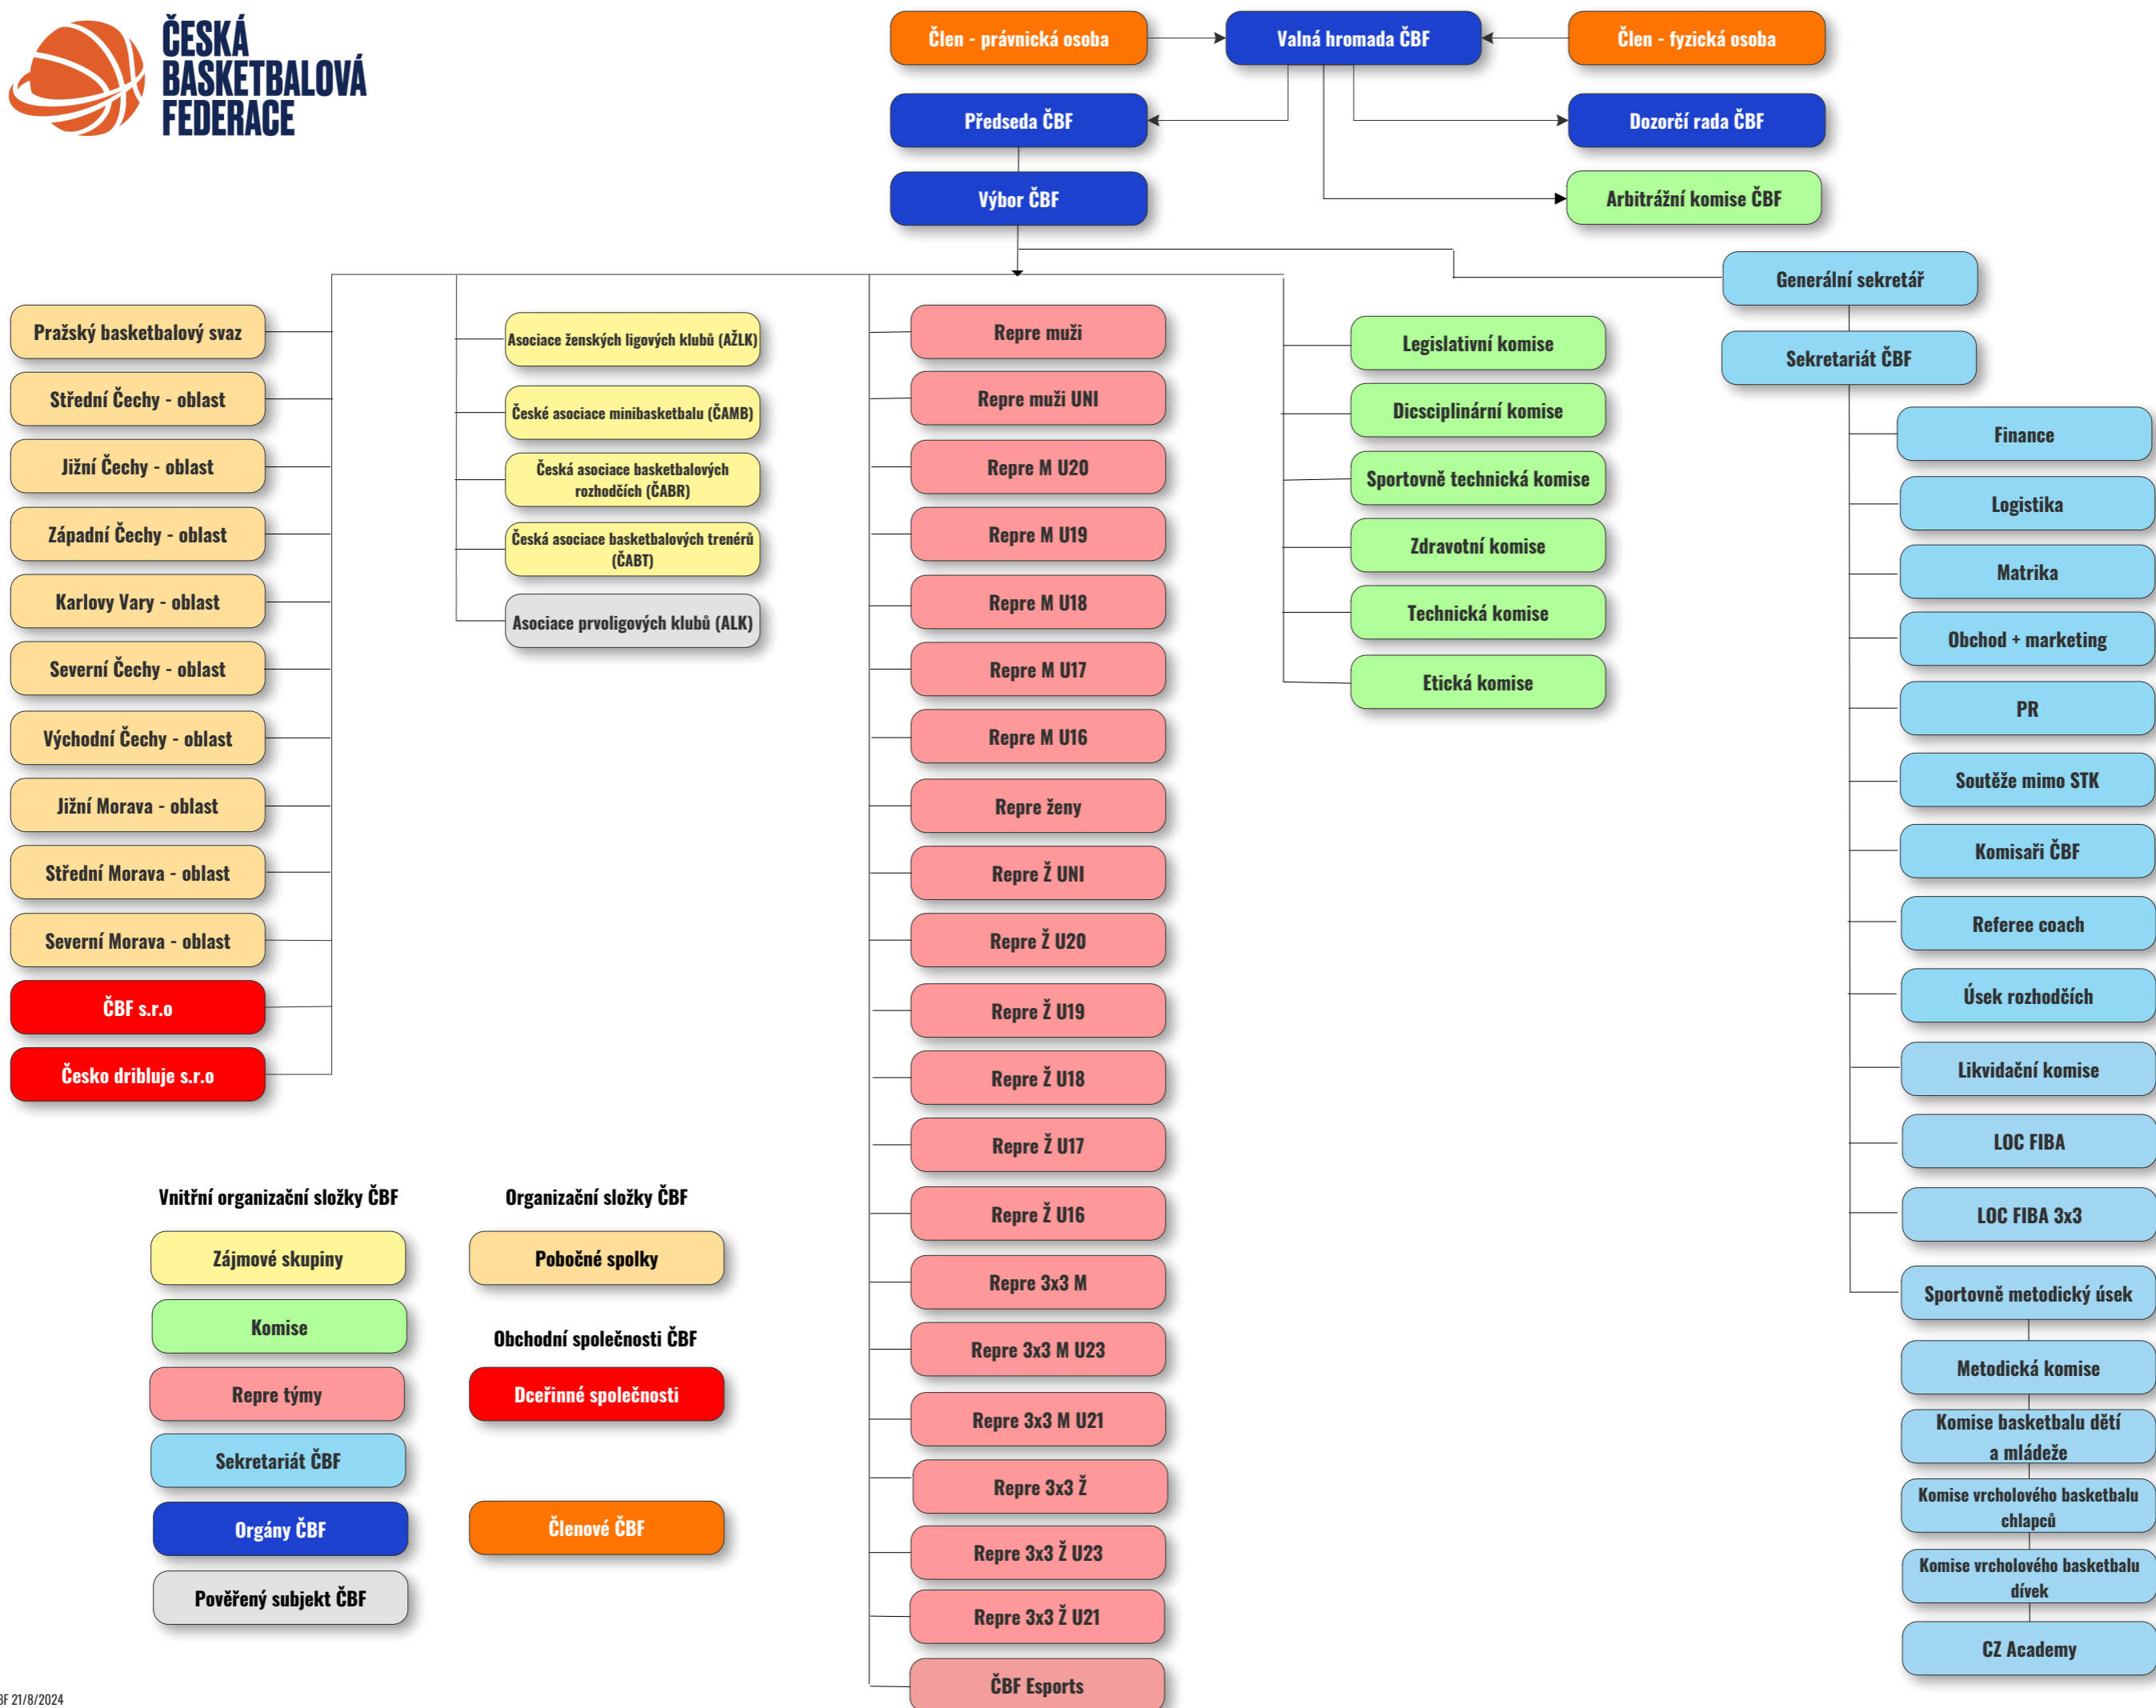 ČESKÁ
BASKETBALOVÁ
FEDERACE
Člen - právnická osoba
Valná hromada ČBF
Člen - fyzická osoba
Předseda ČBF
Dozorčí rada ČBF
Výbor ČBF
Arbitrážní komise ČBF
Generální sekretář
Sekretariát ČBF
Pražský basketbalový svaz
Střední Čechy - oblast
Jižní Čechy - oblast
Západní Čechy - oblast
Karlovy Vary - oblast
Severní Čechy - oblast
Východní Čechy - oblast
Jižní Morava - oblast
Střední Morava - oblast
Severní Morava - oblast
ČBF s.r.o
Česko dribluje s.r.o
Asociace ženských ligových klubů (AŽLK)
České asociace minibasketbalu (ČAMB)
Česká asociace basketbalových
rozhodčích (ČABR)
Česká asociace basketbalových trenérů
(ČABT)
Asociace prvoligových klubů (ALK)
Repre muži
Repre muži UNI
Repre M U20
Repre M U19
Repre M U18
Repre M U17
Repre M U16
Repre ženy
Repre Ž UNI
Repre Ž U20
Repre Ž U19
Repre Ž U18
Repre Ž U17
Repre Ž U16
Repre 3x3 M
Repre 3x3 M U23
Repre 3x3 M U21
Repre 3x3 Ž
Repre 3x3 Ž U23
Repre 3x3 Ž U21
ČBF Esports
Legislativní komise
Dicsciplinární komise
Sportovně technická komise
Zdravotní komise
Technická komise
Etická komise
Finance
Logistika
Matrika
Obchod + marketing
PR
Soutěže mimo STK
Komisaři ČBF
Referee coach
Úsek rozhodčích
Likvidační komise
LOC FIBA
LOC FIBA 3x3
Sportovně metodický úsek
Metodická komise
Komise basketbalu dětí
a mládeže
Komise vrcholového basketbalu
chlapců
Komise vrcholového basketbalu
dívek
CZ Academy
Vnitřní organizační složky ČBF
Zájmové skupiny
Komise
Repre týmy
Sekretariát ČBF
Orgány ČBF
Pověřený subjekt ČBF
Organizační složky ČBF
Pobočné spolky
Obchodní společnosti ČBF
Dceřinné společnosti
Členové ČBF
BF 21/8/2024